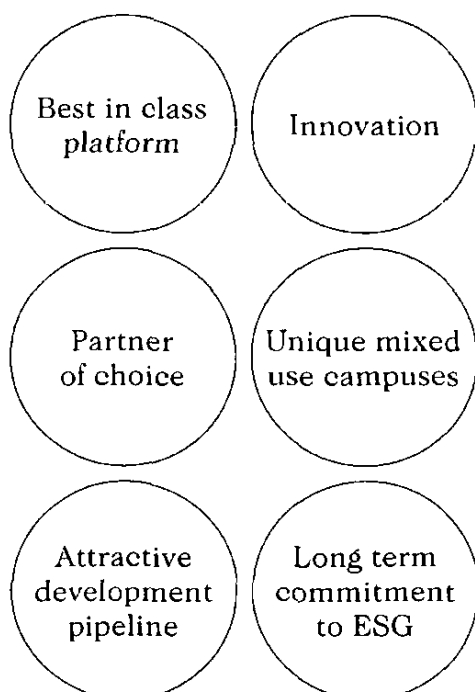 Best in class
platform
Innovation
Partner
of choice
Unique mixed
use campuses
Attractive
development
pipeline
Long term
commitment
to ESG